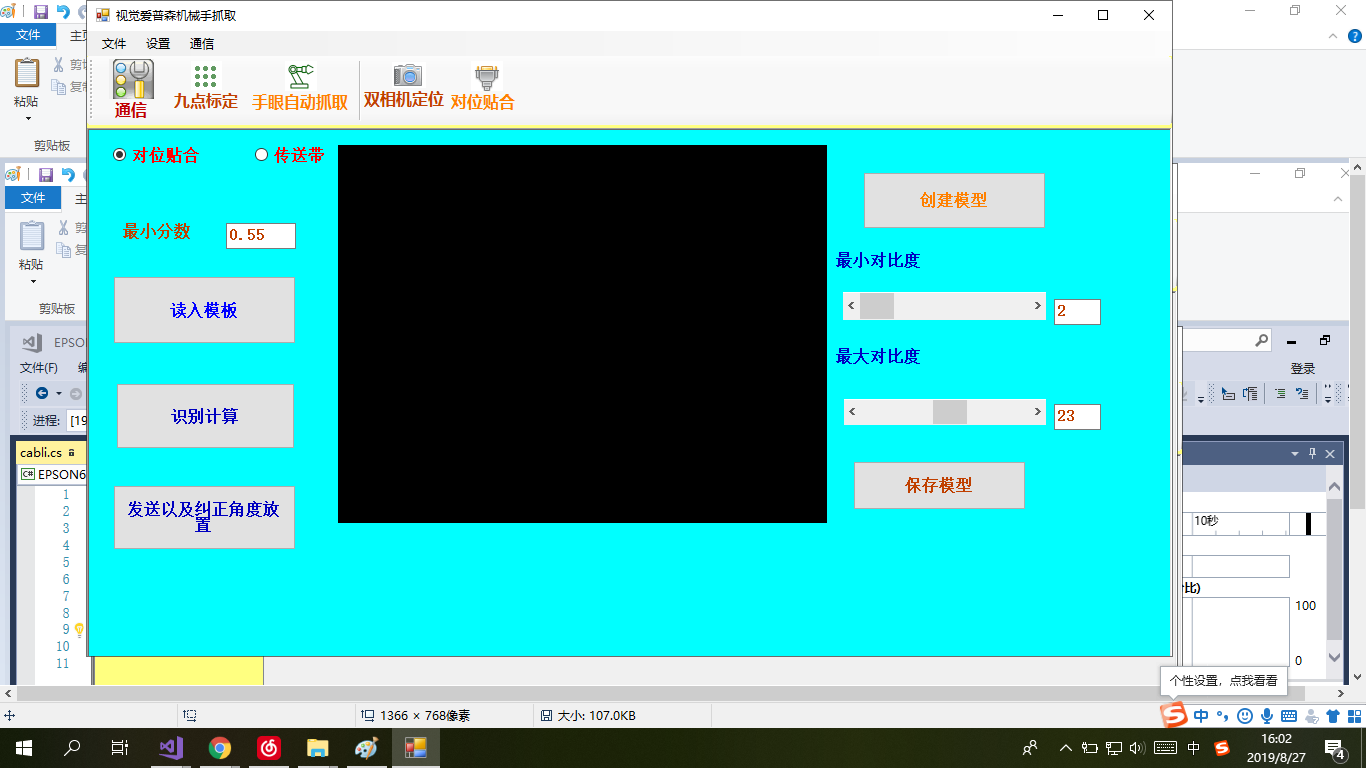 视觉爱普森机械手抓取
文件
主页
文件 设置 通信
粘贴
剪贴板
通信
九点标定
手眼自动抓取
双相机定位
对位贴合
对位贴合
传送带
最小分数
0.55
读入模板
识别计算
发送以及纠正角度放
置
创建模型
最小对比度
2
最大对比度
23
保存模型
文件
主
粘贴
剪贴板
EPSON
文件(F)
登录
进程:
[19
cabli.cs
EPSON6
1
2
3
4
5
6
7
8
9
10
11
10秒
比)
100
0
个性设置，点我看看
1366 × 768像素
大小: 107.0KB
中
中
16:02
2019/8/27
4